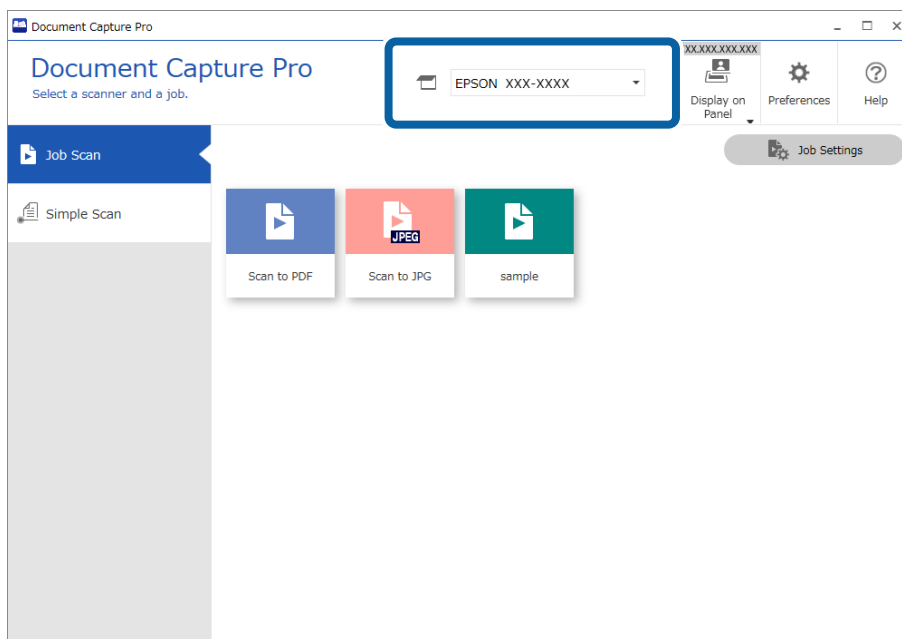 Document Capture Pro
Document Capture Pro
Select a scanner and a job.
EPSON XXX-XXXX
XX.XXX.XXX.XXX
Display on
Panel
Preferences
Help
Job Scan
Job Settings
Simple Scan
JPEG
Scan to PDF
Scan to JPG
sample